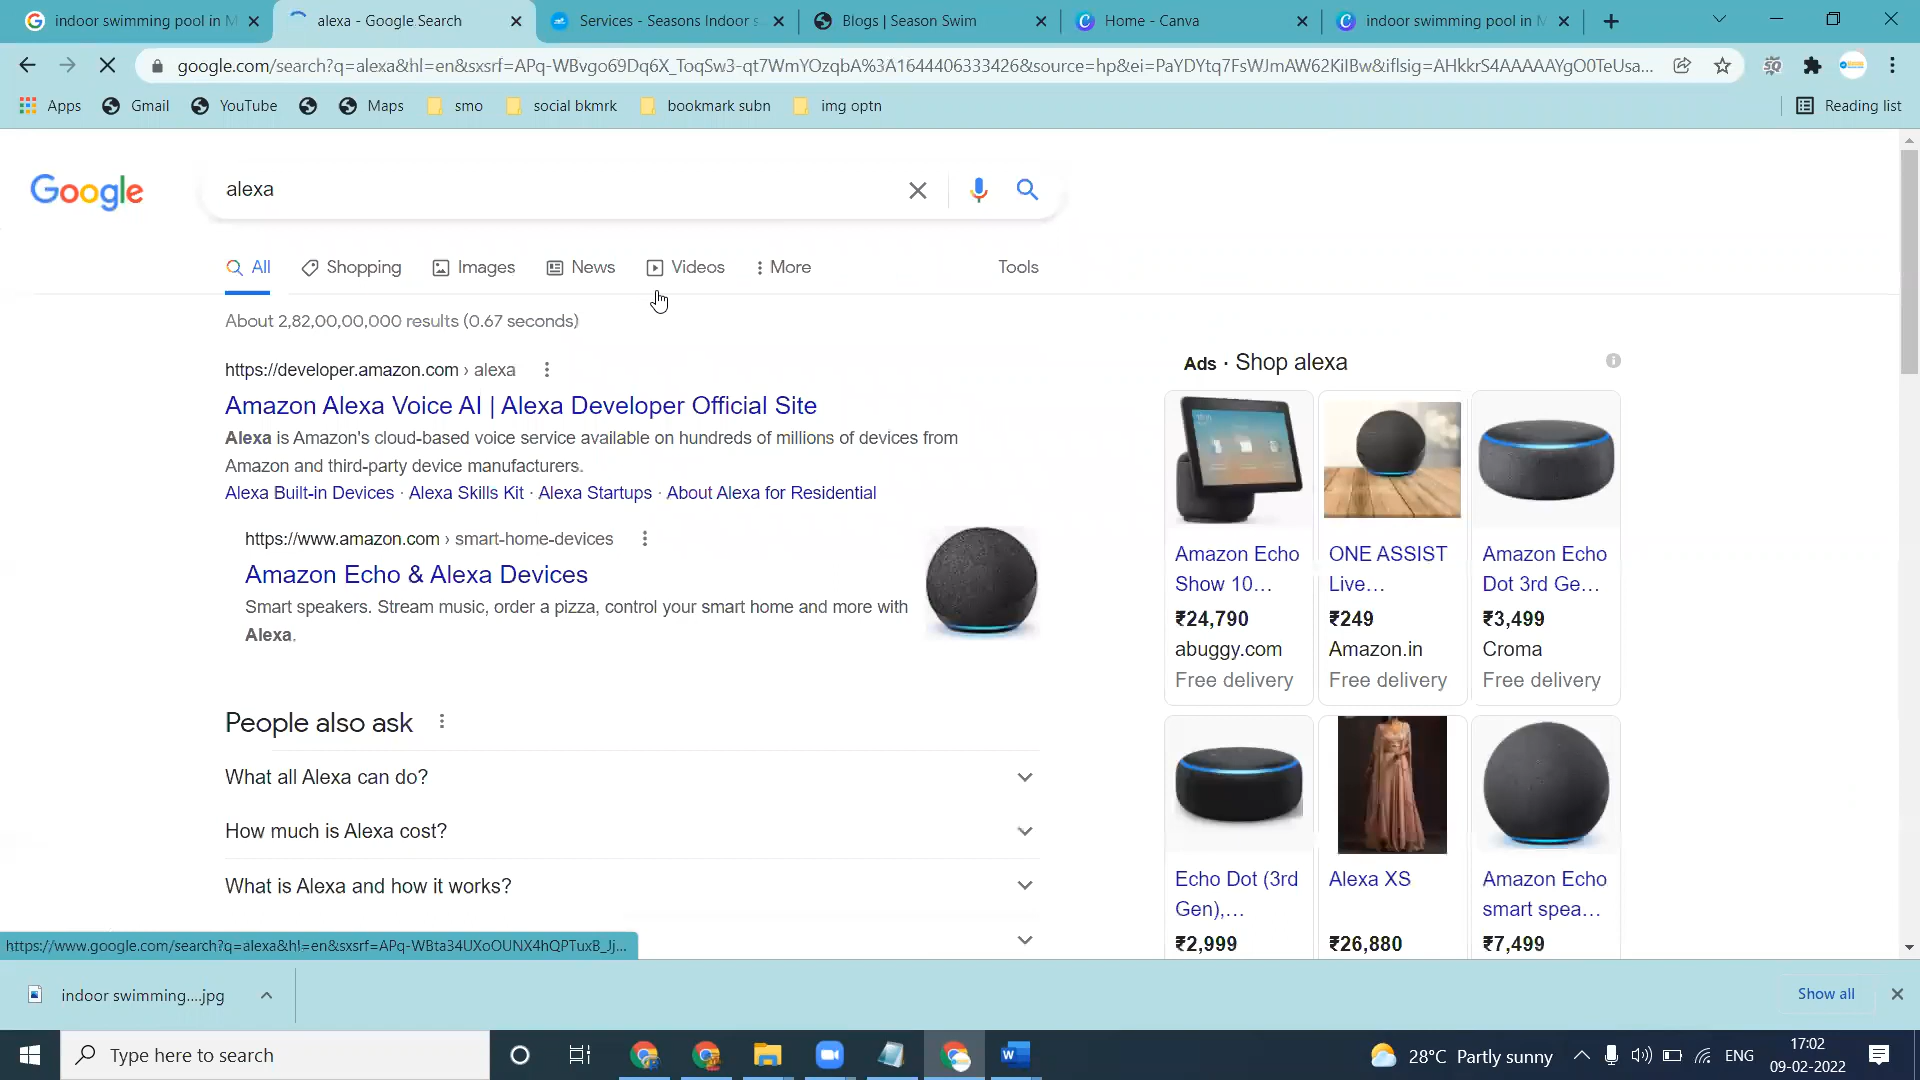 indoor swimming pool in M
alexa - Google Search
Services - Seasons Indoor s
Blogs | Season Swim
Home - Canva
indoor swimming pool in M
google.com/search?q=alexa&hl=en&sxsrf=APq-WBvgo69Dq6X_ToqSw3-qt7WmYOzqbA%3A1644406333426&source=hp&ei=PaYDYtq7FsWJmAW62KiIBw&iflsig=AHkkrS4AAAAAYgO0TeUsa...
Apps Gmail YouTube Maps smo social bkmrk bookmark subn img optn Reading list
Google
alexa
All Shopping Images News Videos More Tools
About 2,82,00,00,000 results (0.67 seconds)
https://developer.amazon.com › alexa
Amazon Alexa Voice AI | Alexa Developer Official Site
Alexa is Amazon's cloud-based voice service available on hundreds of millions of devices from
Amazon and third-party device manufacturers.
Alexa Built-in Devices · Alexa Skills Kit · Alexa Startups · About Alexa for Residential
https://www.amazon.com › smart-home-devices
Amazon Echo & Alexa Devices
Smart speakers. Stream music, order a pizza, control your smart home and more with
Alexa.
People also ask
What all Alexa can do?
How much is Alexa cost?
What is Alexa and how it works?
Ads · Shop alexa
Amazon Echo
Show 10...
₹24,790
abuggy.com
Free delivery
ONE ASSIST
Live...
₹249
Amazon.in
Free delivery
Amazon Echo
Dot 3rd Ge...
₹3,499
Croma
Free delivery
Echo Dot (3rd
Gen),...
₹2,999
Alexa XS
₹26,880
Amazon Echo
smart spea...
₹7,499
https://www.google.com/search?q=alexa&hl=en&sxsrf=APq-WBta34UXoOUNX4hQPTuxB_Jj...
indoor swimming....jpg
Show all
Type here to search
28°C Partly sunny
ENG
17:02
09-02-2022